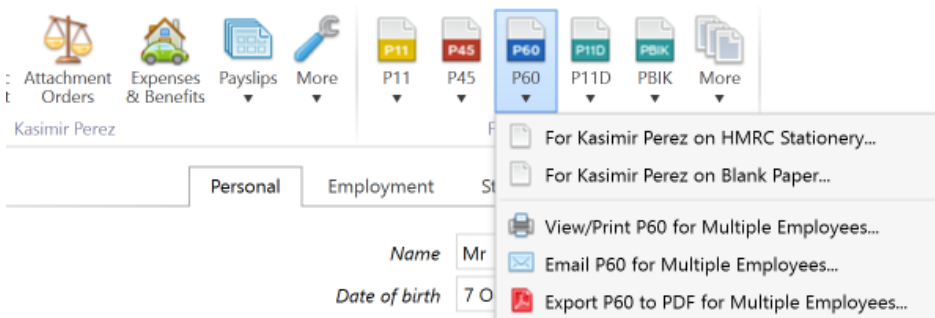 P11 P45 P60 P11D PBIK
Attachment Expenses Payslips More P11 P45 P60 P11D PBIK More
Orders & Benefits
Kasimir Perez
For Kasimir Perez on HMRC Stationery...
For Kasimir Perez on Blank Paper...
Personal Employment
Name Mr
View/Print P60 for Multiple Employees...
Email P60 for Multiple Employees...
Date of birth 7 O
Export P60 to PDF for Multiple Employees...